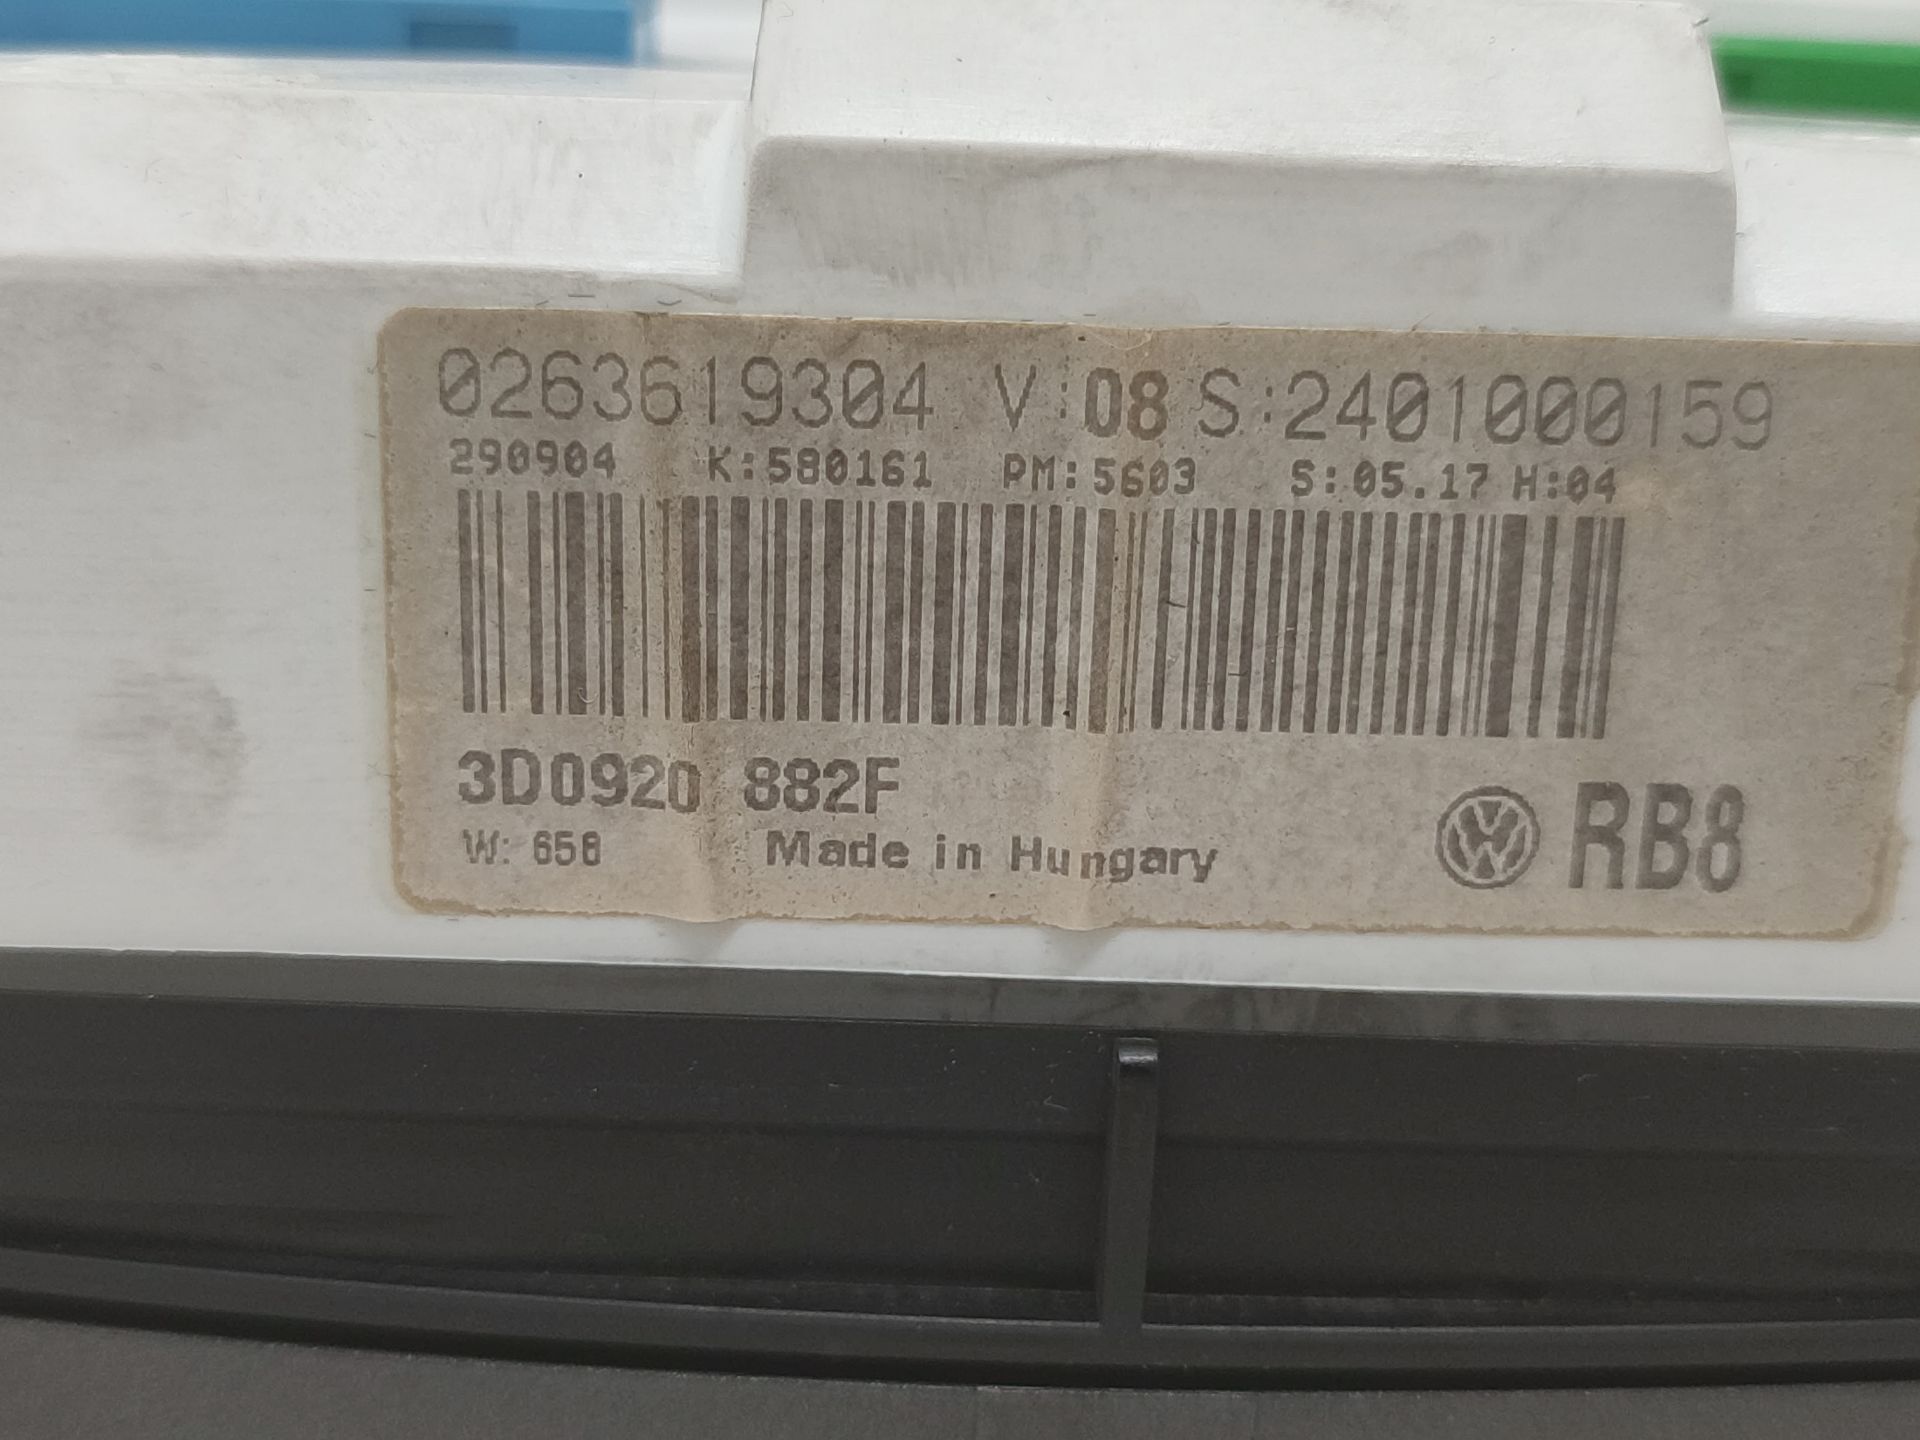 0263619304 V:08 S:2401000159
290904 K:580161 PM:5603 S:05.17 H:04
3D0920 882F
W: 658 Made in Hungary RB8